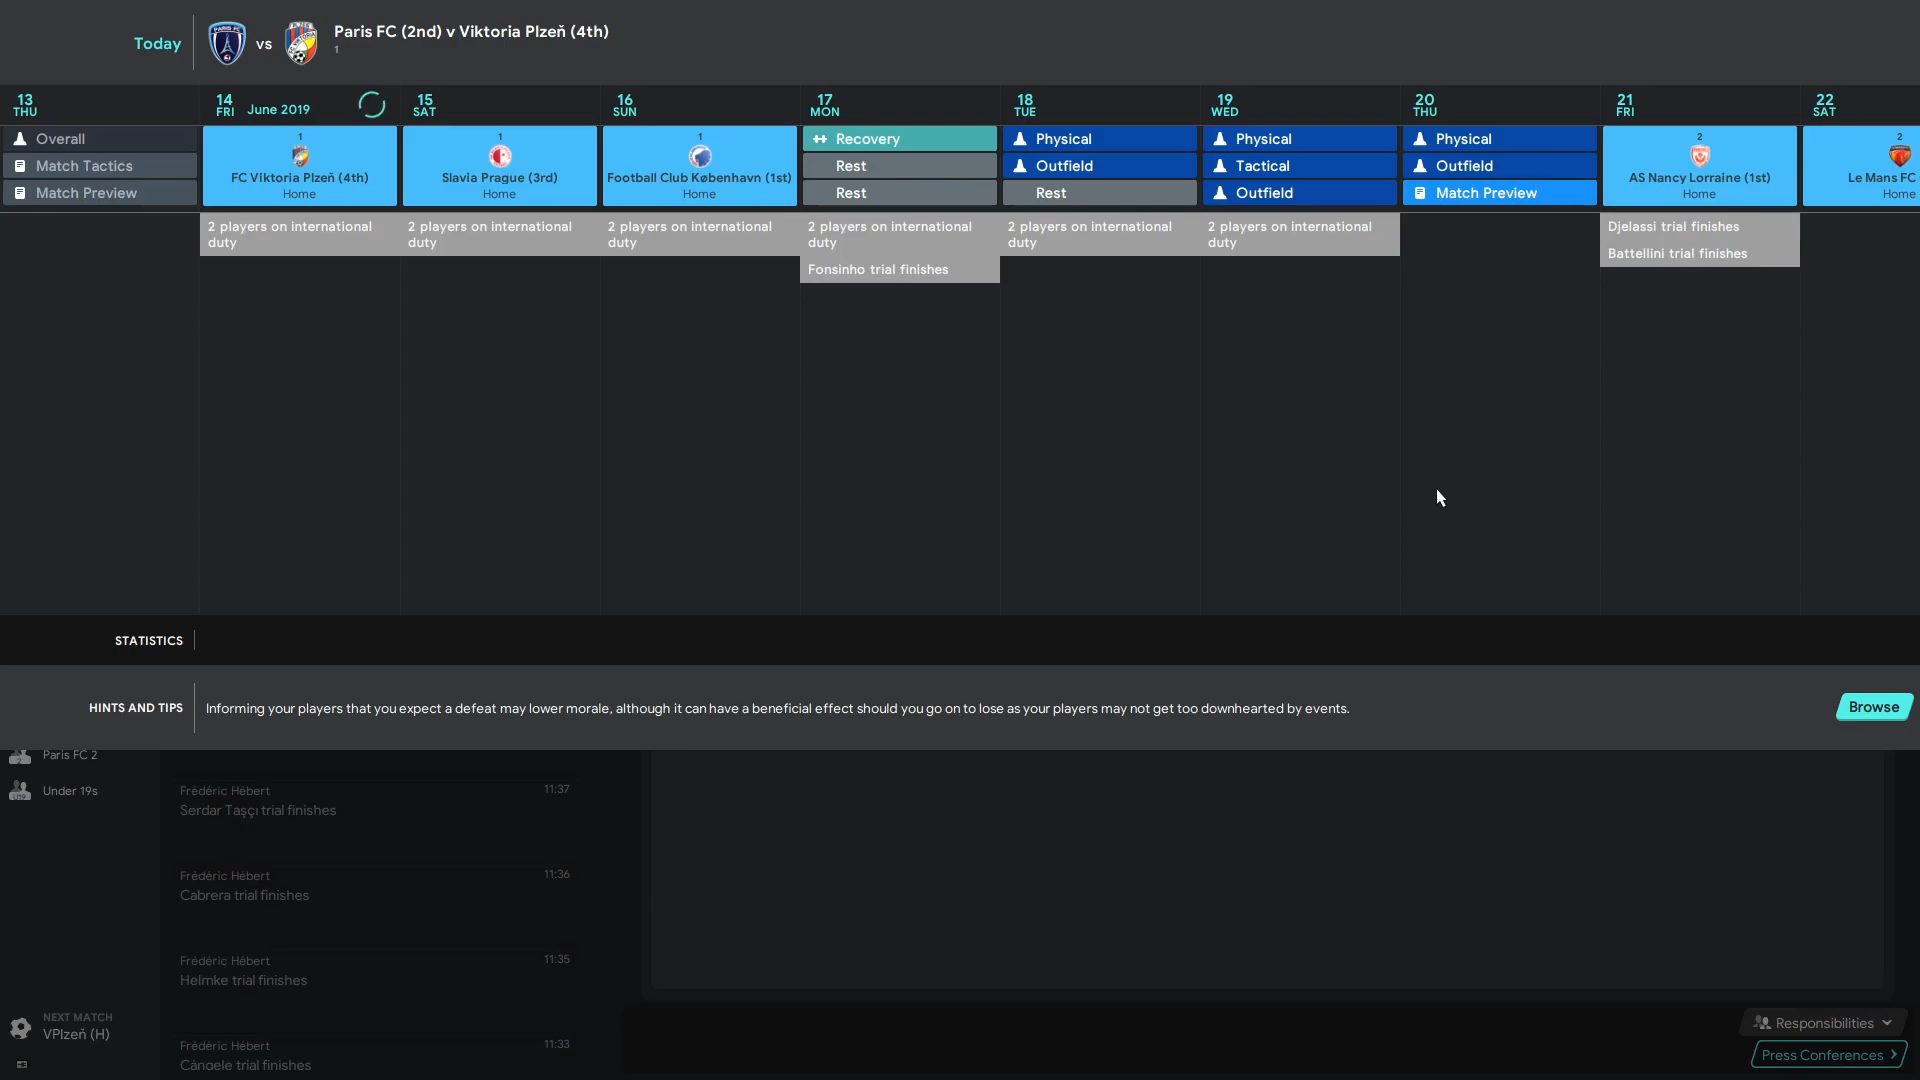 Today
vs
Paris FC (2nd) v Viktoria Plzeň (4th)
1
13
THU
14
FRI
June 2019
15
SAT
16
SUN
17
MON
18
TUE
19
WED
20
THU
21
FRI
22
SAT
Overall
Match Tactics
Match Preview
1
FC Viktoria Plzeň (4th)
Home
1
Slavia Prague (3rd)
Home
1
Football Club København (1st)
Home
Recovery
Rest
Rest
Physical
Outfield
Rest
Physical
Tactical
Outfield
Physical
Outfield
Match Preview
2
AS Nancy Lorraine (1st)
Home
2
Le Mans FC
Home
2 players on international
duty
2 players on international
duty
2 players on international
duty
2 players on international
duty
Fonsinho trial finishes
2 players on international
duty
2 players on international
duty
Djelassi trial finishes
Battellini trial finishes
STATISTICS
HINTS AND TIPS
Informing your players that you expect a defeat may lower morale, although it can have a beneficial effect should you go on to lose as your players may not get too downhearted by events.
Browse
Paris FC 2
Under 19s
Frédéric Hébert
11:37
Serdar Taşçı trial finishes
Frédéric Hébert
11:36
Cabrera trial finishes
Frédéric Hébert
11:35
Helmke trial finishes
Frédéric Hébert
11:33
Cángele trial finishes
NEXT MATCH
VPlzeň (H)
Responsibilities
Press Conferences